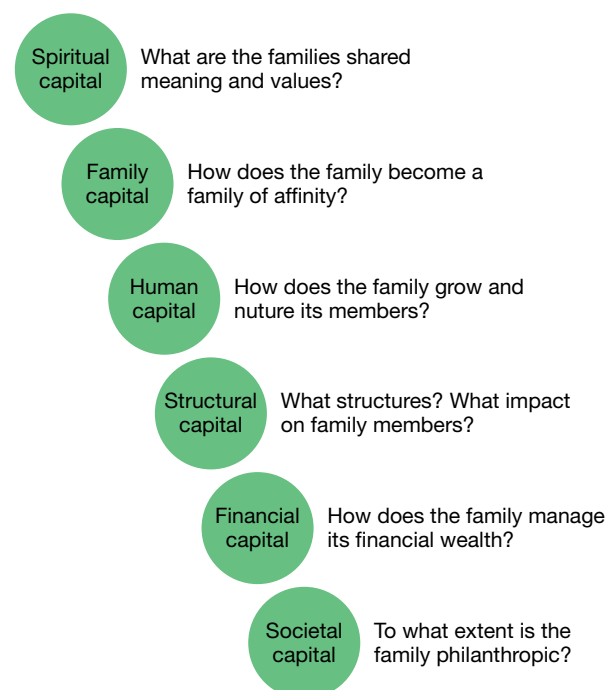 Spiritual
capital
What are the families shared
meaning and values?
Family
capital
How does the family become a
family of affinity?
Human
capital
How does the family grow and
nuture its members?
Structural
capital
What structures? What impact
on family members?
Financial
capital
How does the family manage
its financial wealth?
Societal
capital
To what extent is the
family philanthropic?